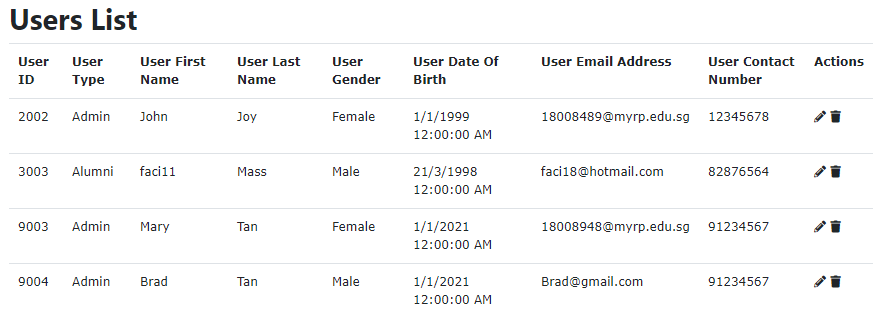 Users List
User ID User Type User First Name User Last Name User Gender User Date Of Birth User Email Address User Contact Number Actions
2002 Admin John Joy Female 1/1/1999 12:00:00 AM 18008489@myrp.edu.sg 12345678
3003 Alumni faci11 Mass Male 21/3/1998 12:00:00 AM faci18@hotmail.com 82876564
9003 Admin Mary Tan Female 1/1/2021 12:00:00 AM 18008948@myrp.edu.sg 91234567
9004 Admin Brad Tan Male 1/1/2021 12:00:00 AM Brad@gmail.com 91234567